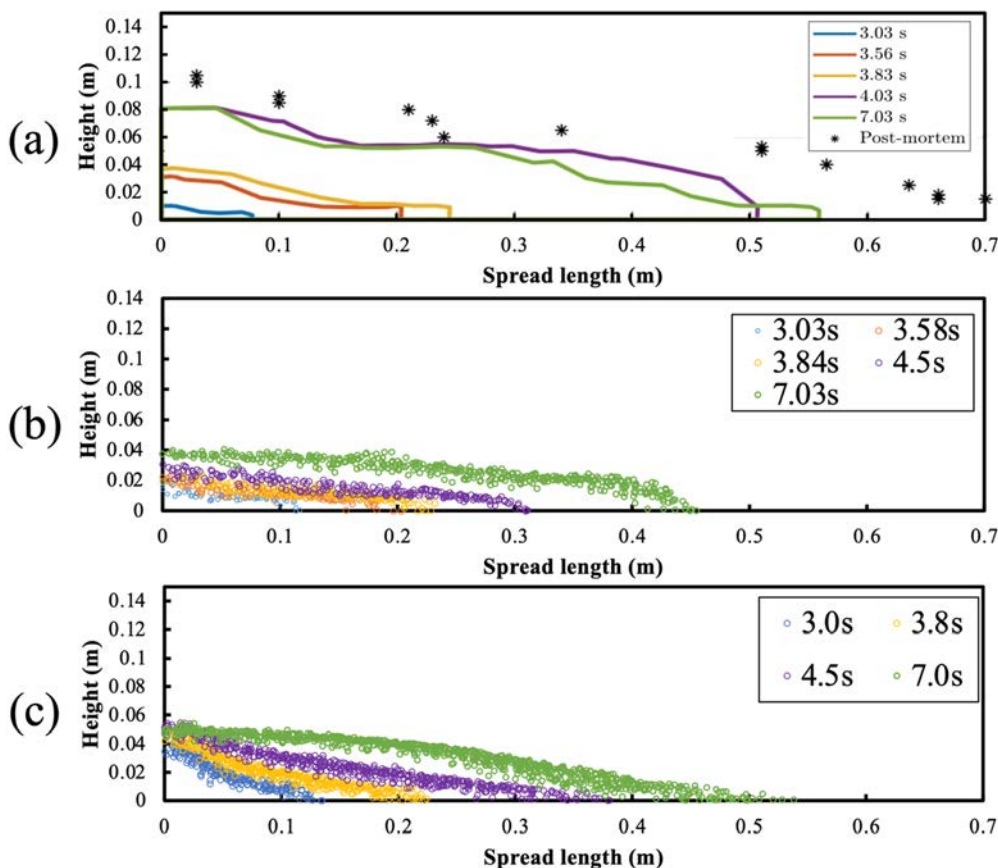 (a)
Height (m)
0.14
0.12
0.1
0.08
0.06
0.04
0.02
0
0 0.1 0.2 0.3 0.4 0.5 0.6 0.7
Spread length (m)
3.03 s
3.56 s
3.83 s
4.03 s
7.03 s
Post-mortem
(b)
Height (m)
0.14
0.12
0.1
0.08
0.06
0.04
0.02
0
0 0.1 0.2 0.3 0.4 0.5 0.6 0.7
Spread length (m)
3.03s 3.58s
3.84s 4.5s
7.03s
(c)
Height (m)
0.14
0.12
0.1
0.08
0.06
0.04
0.02
0
0 0.1 0.2 0.3 0.4 0.5 0.6 0.7
Spread length (m)
3.0s 3.8s
4.5s 7.0s